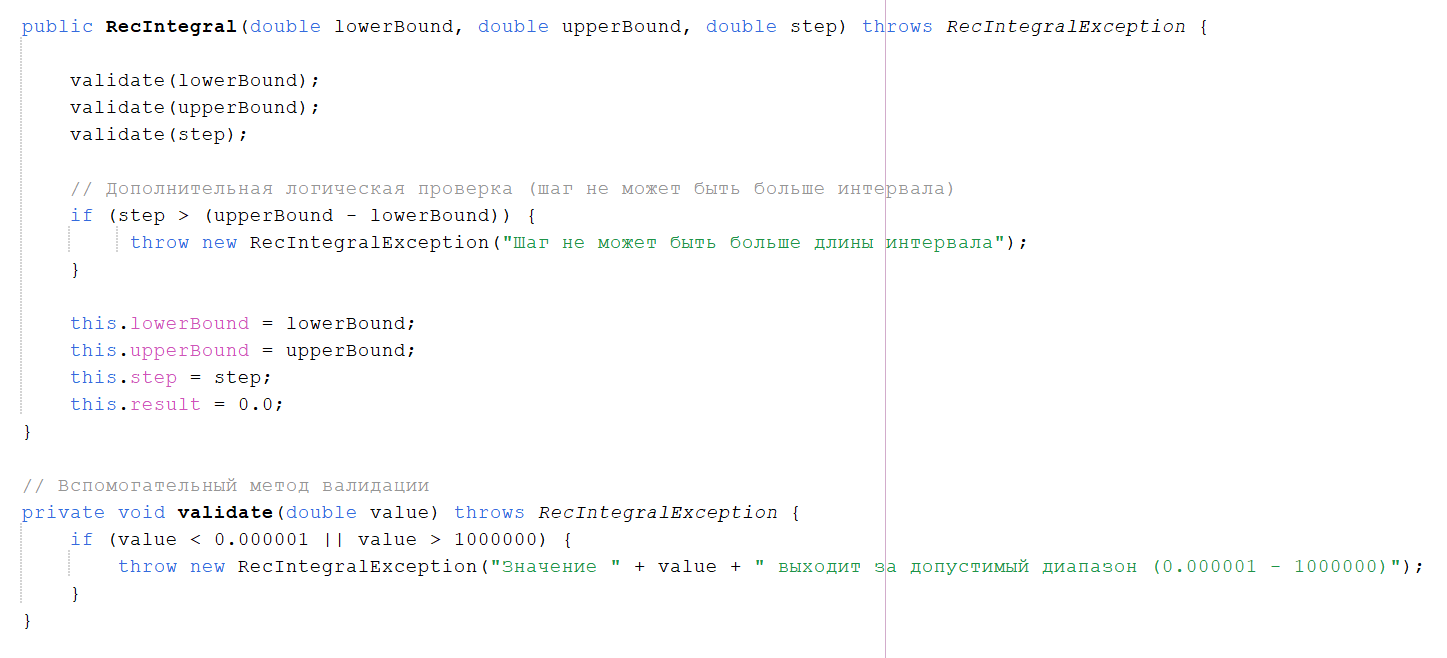 public RecIntegral(double lowerBound, double upperBound, double step) throws RecIntegralException {
validate(lowerBound);
validate(upperBound);
validate(step);
// Дополнительная логическая проверка (шаг не может быть больше интервала)
if (step > (upperBound - lowerBound)) {
throw new RecIntegralException("Шаг не может быть больше длины интервала");
}
this.lowerBound = lowerBound;
this.upperBound = upperBound;
this.step = step;
this.result = 0.0;
}
// Вспомогательный метод валидации
private void validate(double value) throws RecIntegralException {
if (value < 0.000001 || value > 1000000) {
throw new RecIntegralException("Значение " + value + " выходит за допустимый диапазон (0.000001 - 1000000)");
}
}